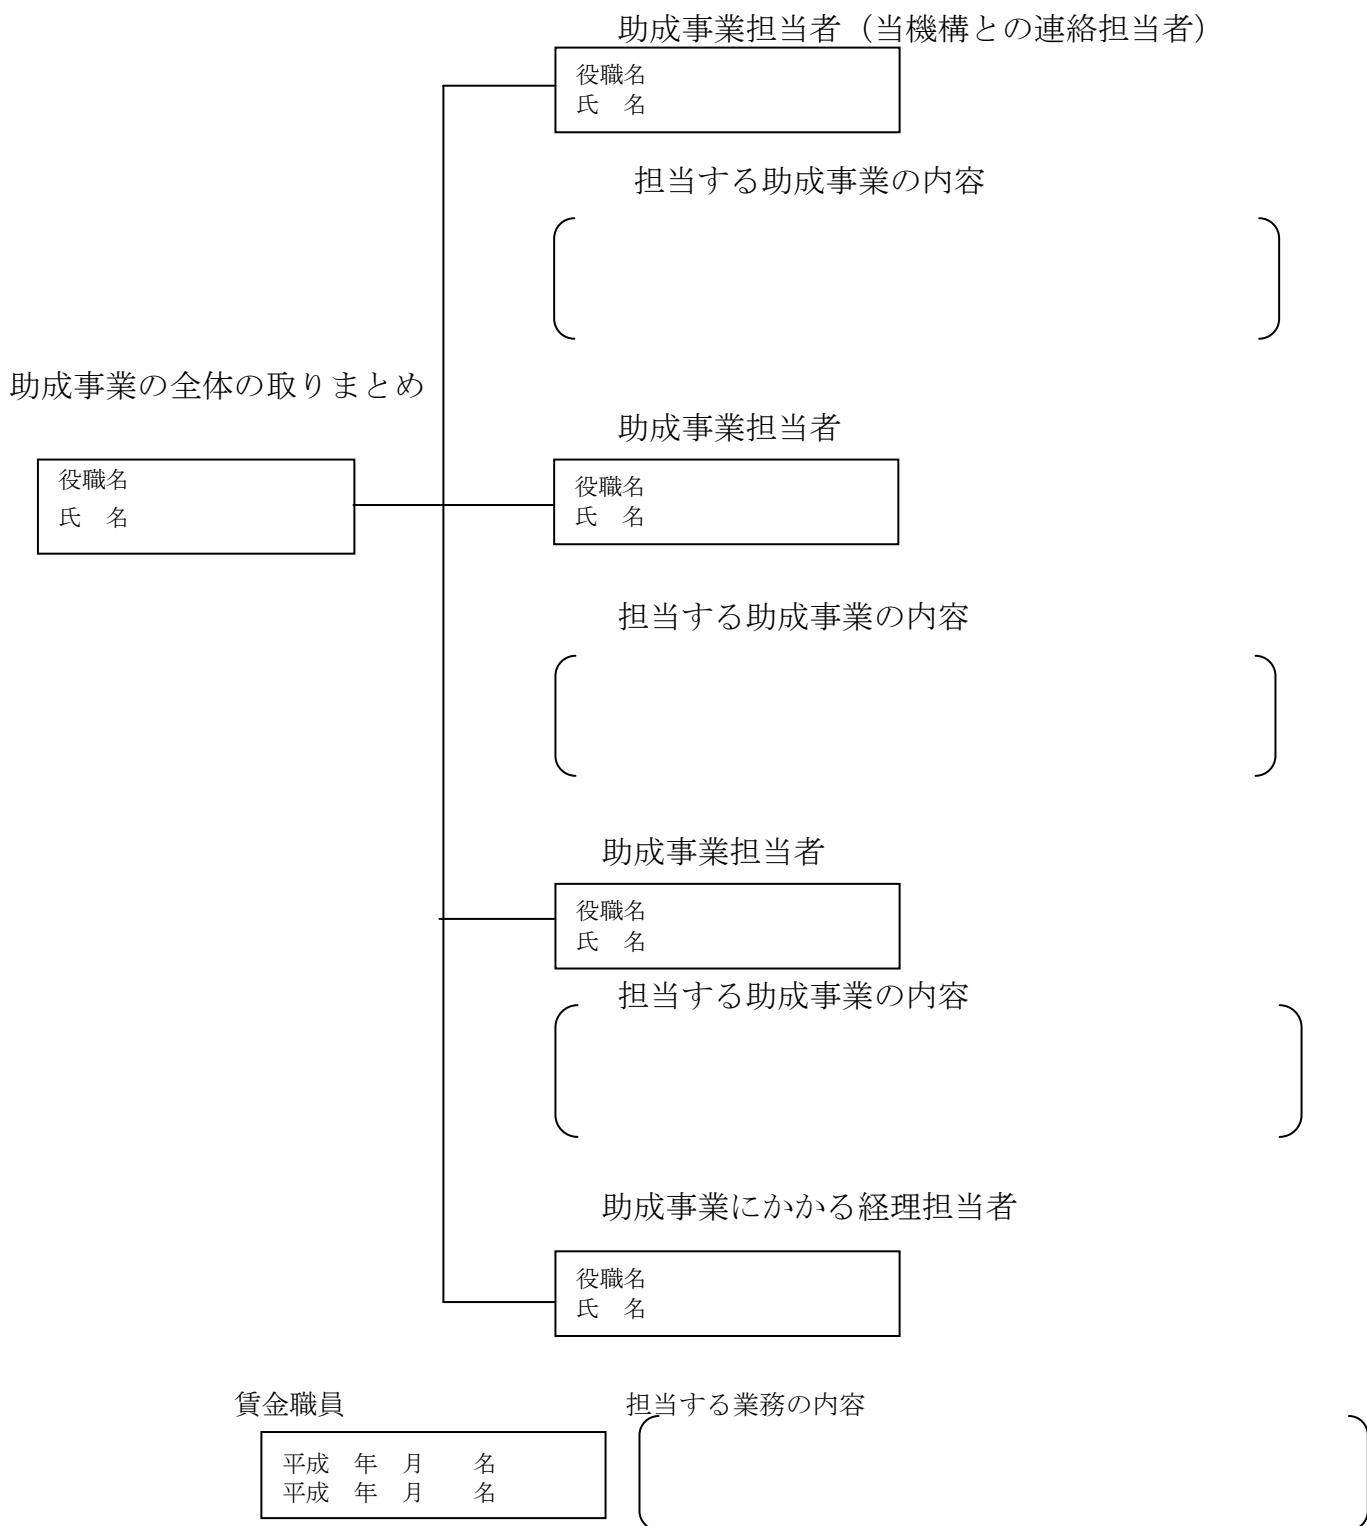 助成事業担当者（当機構との連絡担当者）
役職名
氏　名
担当する助成事業の内容
助成事業の全体の取りまとめ
役職名
氏　名
助成事業担当者
役職名
氏　名
担当する助成事業の内容
助成事業担当者
役職名
氏　名
担当する助成事業の内容
助成事業にかかる経理担当者
役職名
氏　名
賃金職員
平成　年　月　　名
平成　年　月　　名
担当する業務の内容